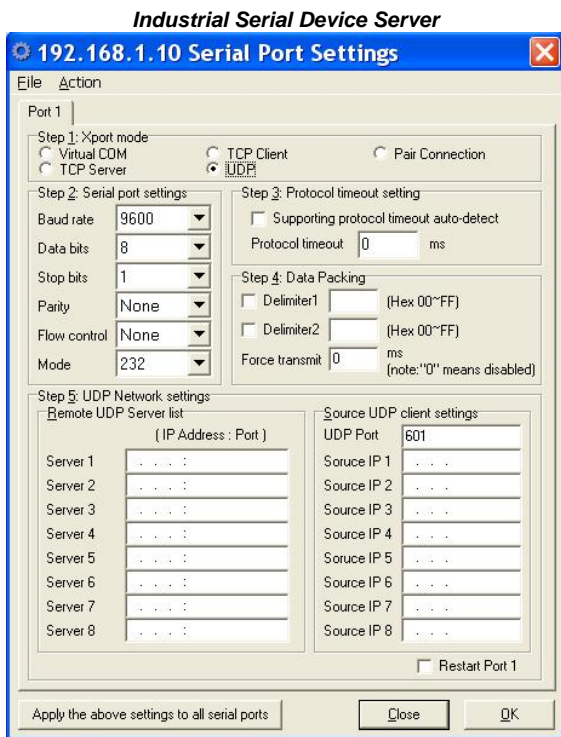 Industrial Serial Device Server
192.168.1.10 Serial Port Settings
File Action
Port 1
Step 1: Xport mode
Virtual COM TCP Client Pair Connection
TCP Server UDP
Step 2: Serial port settings
Baud rate 9600
Data bits 8
Stop bits 1
Parity None
Flow control None
Mode 232
Step 3: Protocol timeout setting
Supporting protocol timeout auto-detect
Protocol timeout 0 ms
Step 4: Data Packing
Delimiter1 (Hex 00~FF)
Delimiter2 (Hex 00~FF)
Force transmit 0 ms
(note:"0" means disabled)
Step 5: UDP Network settings
Remote UDP Server list
( IP Address : Port )
Server 1 . . . :
Server 2 . . . :
Server 3 . . . :
Server 4 . . . :
Server 5 . . . :
Server 6 . . . :
Server 7 . . . :
Server 8 . . . :
Source UDP client settings
UDP Port 601
Soruce IP 1 . . .
Source IP 2 . . .
Source IP 3 . . .
Source IP 4 . . .
Soruce IP 5 . . .
Source IP 6 . . .
Source IP 7 . . .
Source IP 8 . . .
Restart Port 1
Apply the above settings to all serial ports Close OK